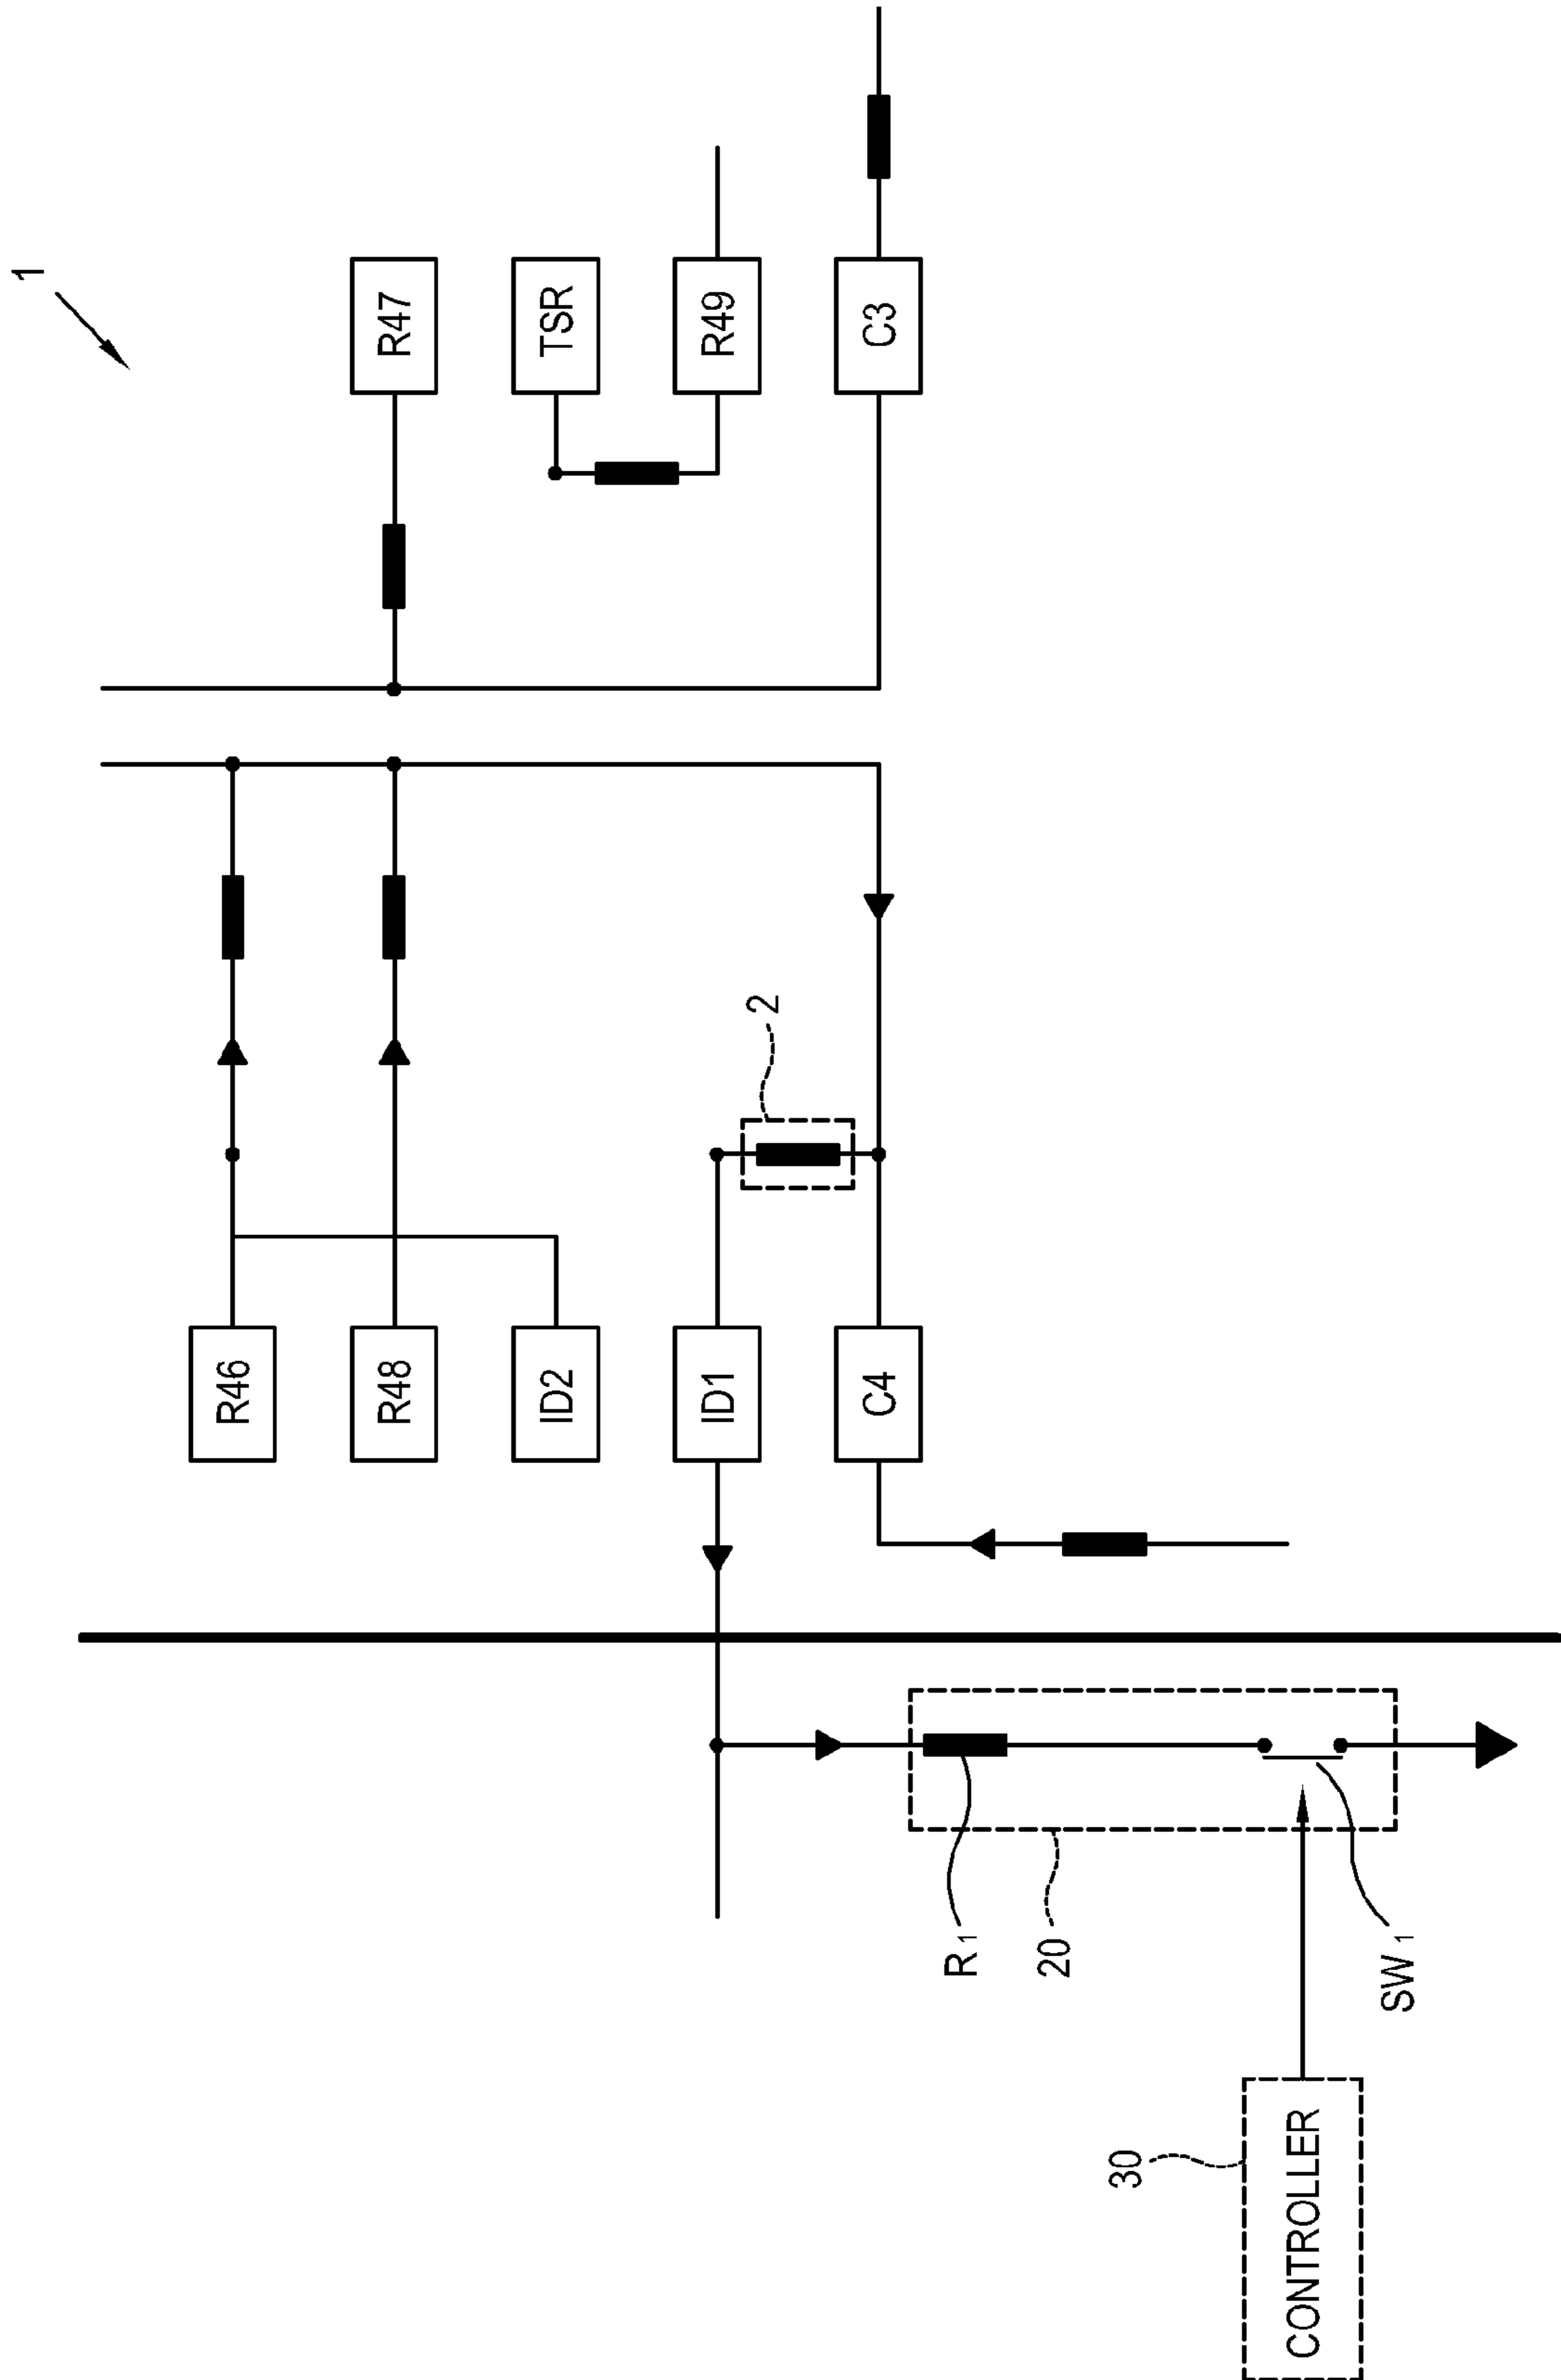 1
R46
R48
ID2
ID1
C4
R47
TSR
R49
C3
2
R1
20
SW1
30
CONTROLLER